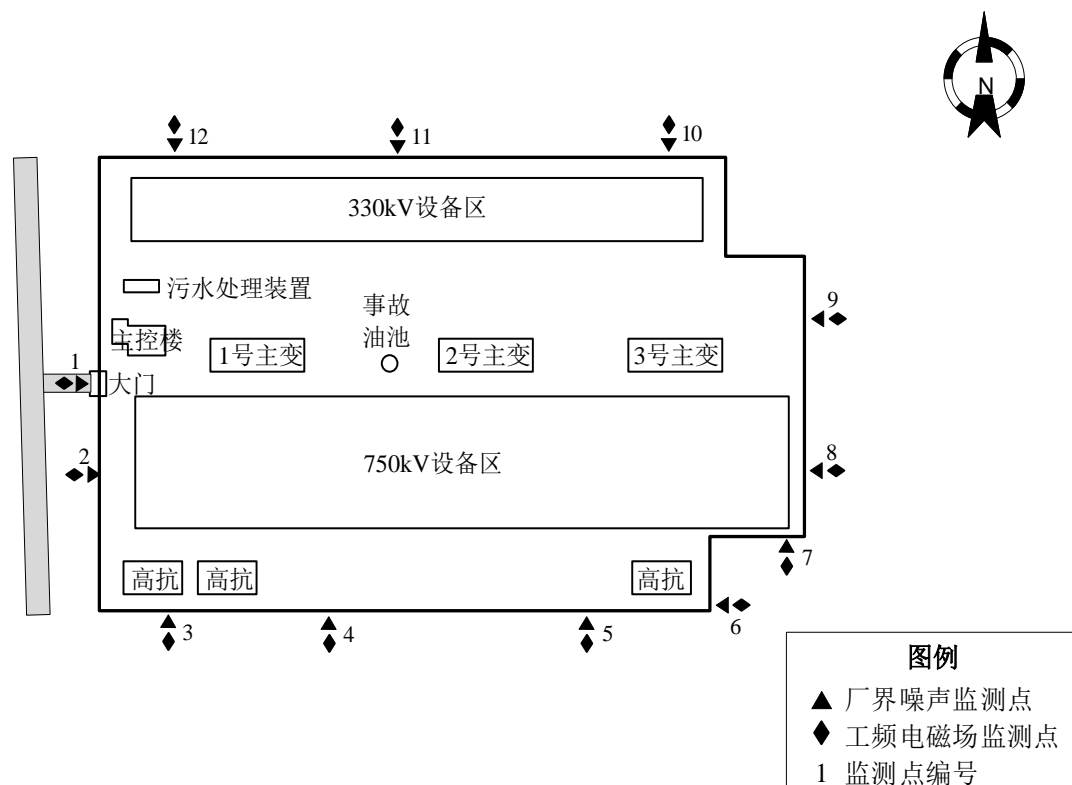 N
12
11
10
330kV设备区
污水处理装置
事故
油池
9
主控楼
1号主变
2号主变
3号主变
1
大门
2
750kV设备区
8
7
高抗
高抗
高抗
3
4
5
6
图例
厂界噪声监测点
工频电磁场监测点
1 监测点编号